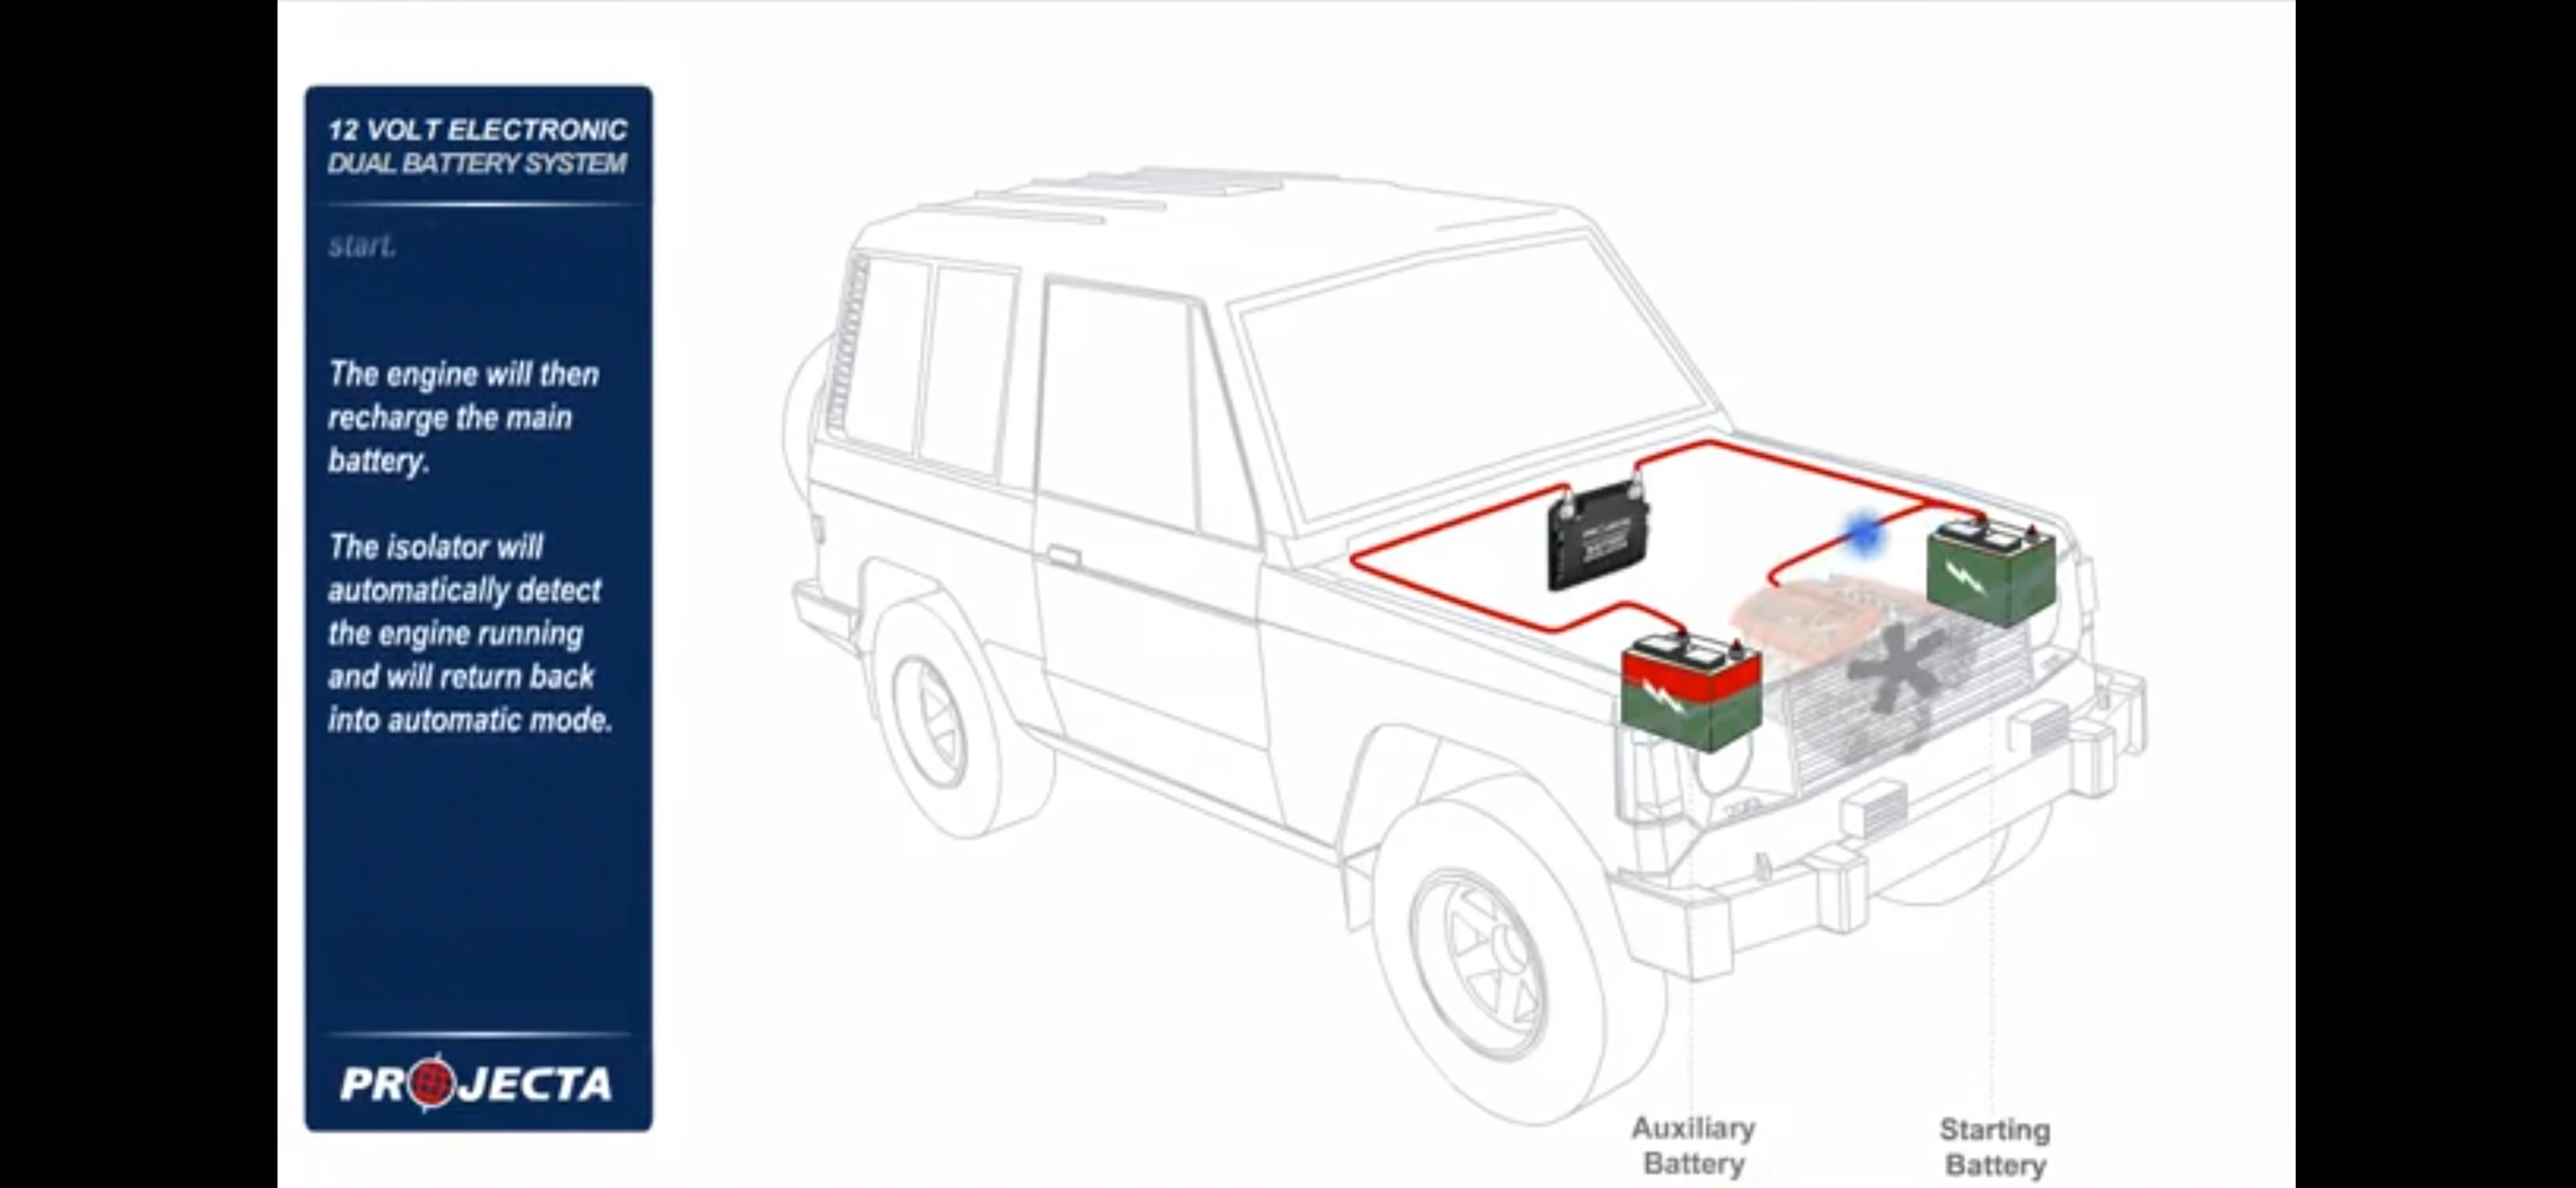 12 VOLT ELECTRONIC
DUAL BATTERY SYSTEM
start.
The engine will then
recharge the main
battery.
The isolator will
automatically detect
the engine running
and will return back
into automatic mode.
PROJECTA
Auxiliary
Battery
Starting
Battery